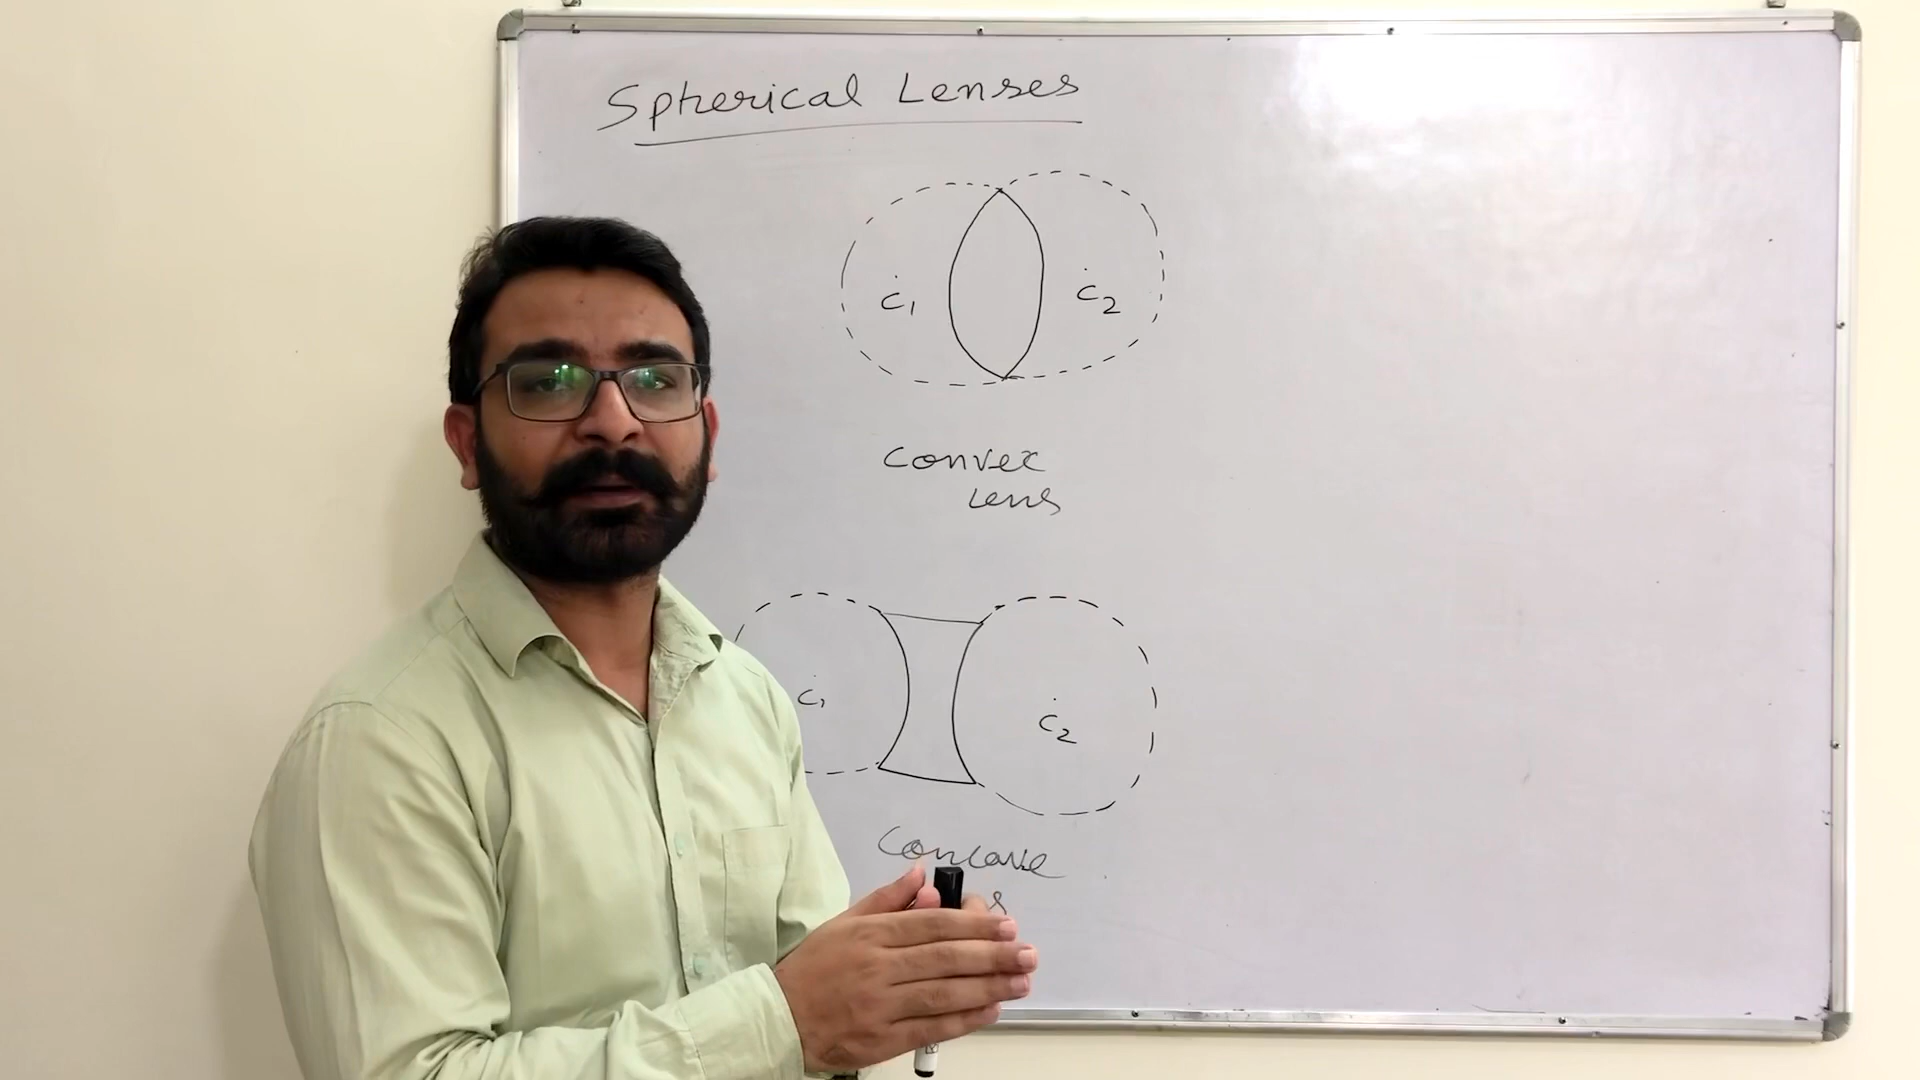 Spherical Lenses
C1
C2
Convex
Lens
C1
C2
Concave